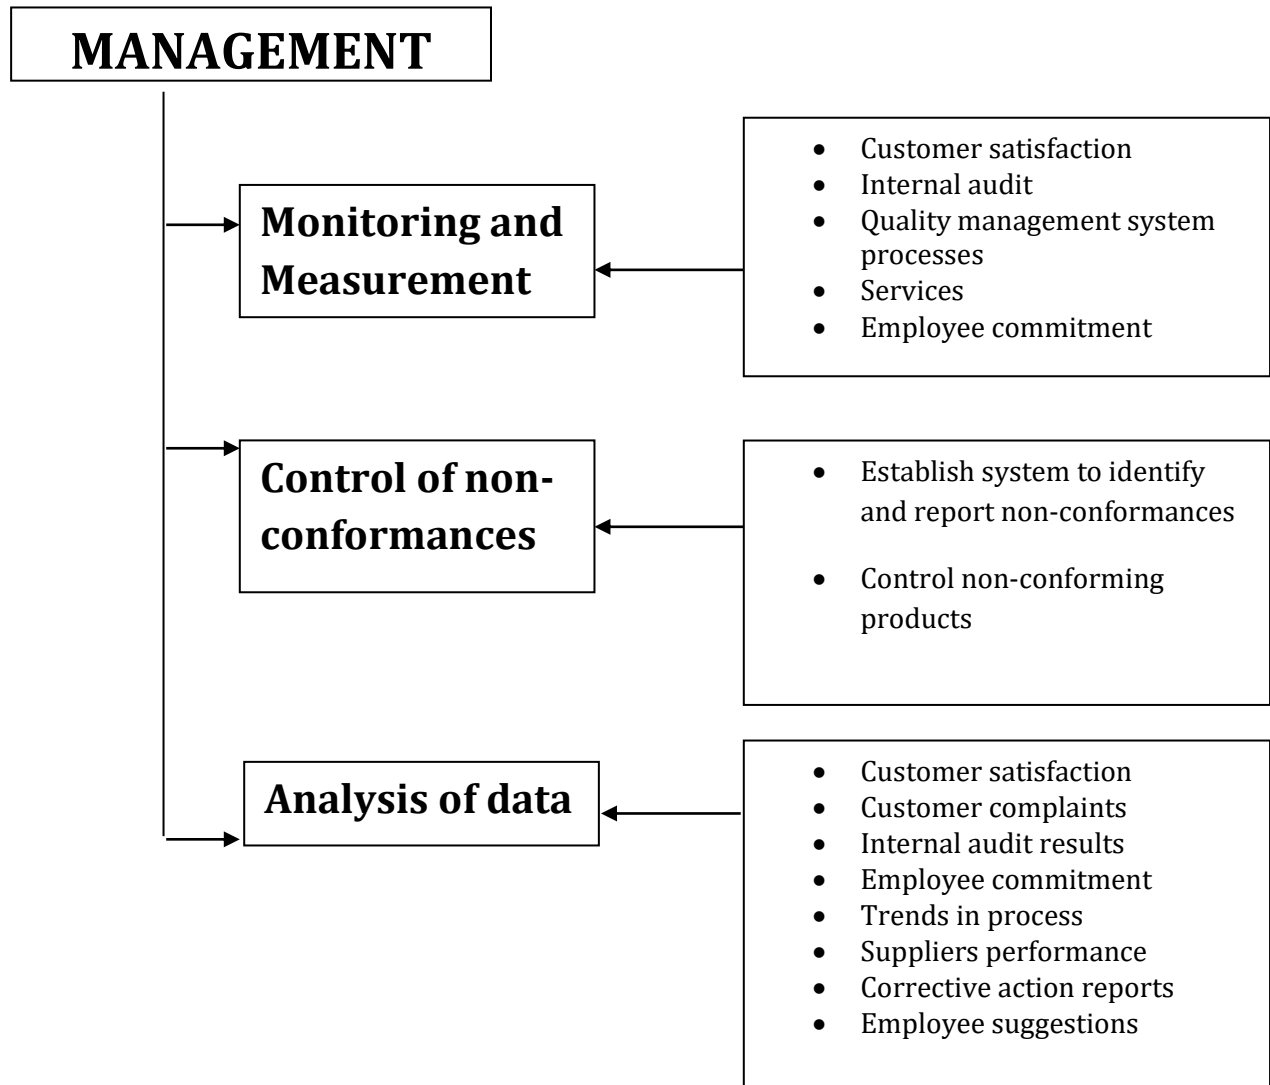 MANAGEMENT
Monitoring and
Measurement
• Customer satisfaction
• Internal audit
• Quality management system
processes
• Services
• Employee commitment
Control of non-
conformances
• Establish system to identify
and report non-conformances
• Control non-conforming
products
Analysis of data
• Customer satisfaction
• Customer complaints
• Internal audit results
• Employee commitment
• Trends in process
• Suppliers performance
• Corrective action reports
• Employee suggestions